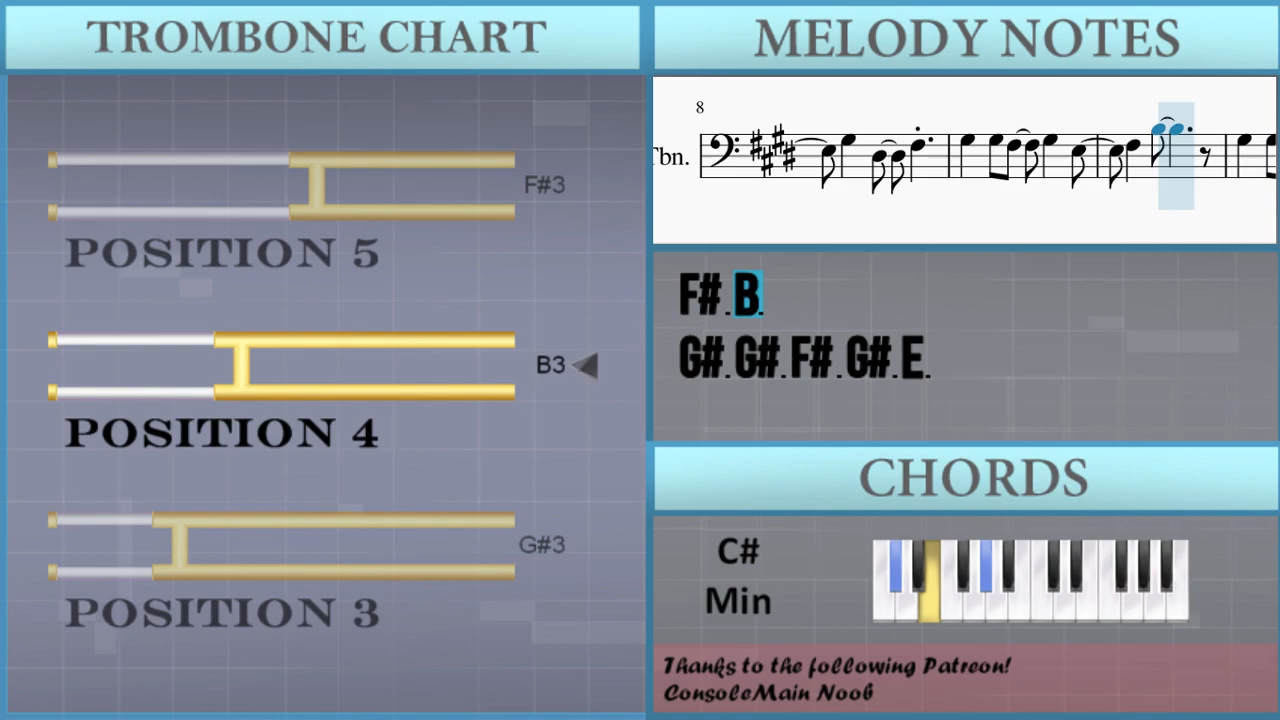 TROMBONE CHART
F#3
POSITION 5
B3
POSITION 4
G#3
POSITION 3
MELODY NOTES
8
Tbn.
F#.B.
G#.G#.F#.G#.E.
CHORDS
C#
Min
Thanks to the following Patreon!
ConsoleMain Noob